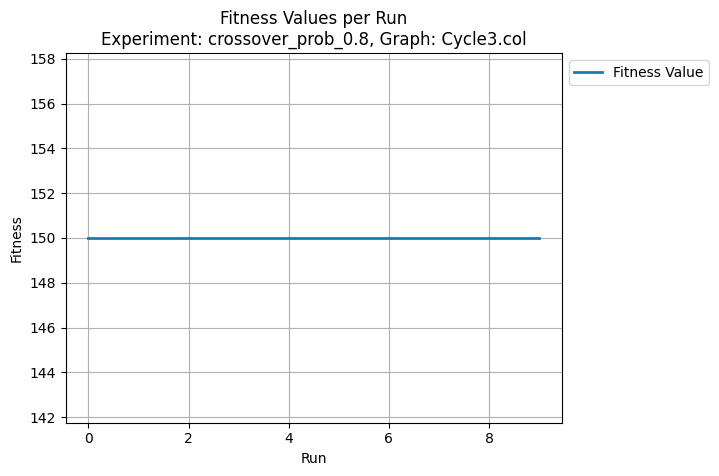 Fitness Values per Run
Experiment: crossover_prob_0.8, Graph: Cycle3.col
Fitness Value
158
156
154
152
150
148
146
144
142
Fitness
0 2 4 6 8
Run